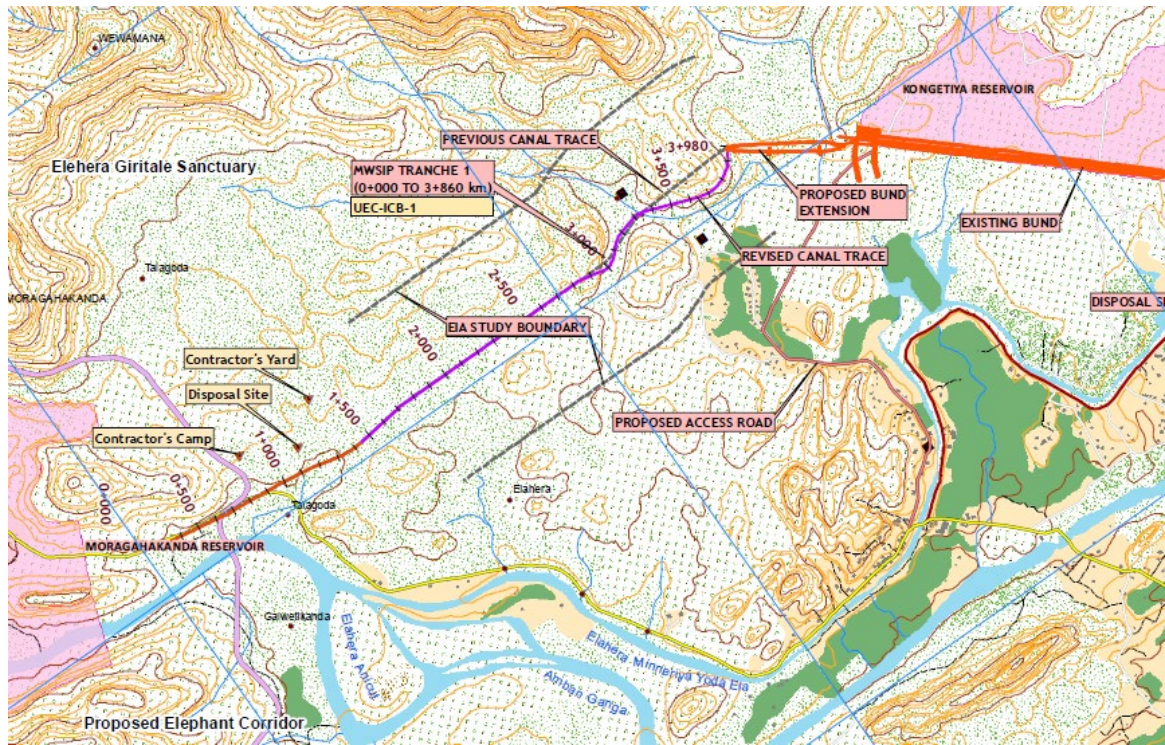 WEWAMANA
KONGETIYA RESERVOIR
PREVIOUS CANAL TRACE
3+980
3+500
Elehera Giritale Sanctuary
MWSIP TRANCHE 1
(0+000 TO 3+860 km)
UEC-ICB-1
PROPOSED BUND
EXTENSION
EXISTING BUND
3+000
REVISED CANAL TRACE
Talagoda
2+500
MORAGAHAKANDA
EIA STUDY BOUNDARY
DISPOSAL SI
2+000
Contractor's Yard
Disposal Site
1+500
PROPOSED ACCESS ROAD
Contractor's Camp
1+000
0+500
0+000
Elahera
Talagoda
MORAGAHAKANDA RESERVOIR
Galwetikanda
Elahera Anicut
Elahera Minneriya Yoda Ela
Amban Ganga
Proposed Elephant Corridor